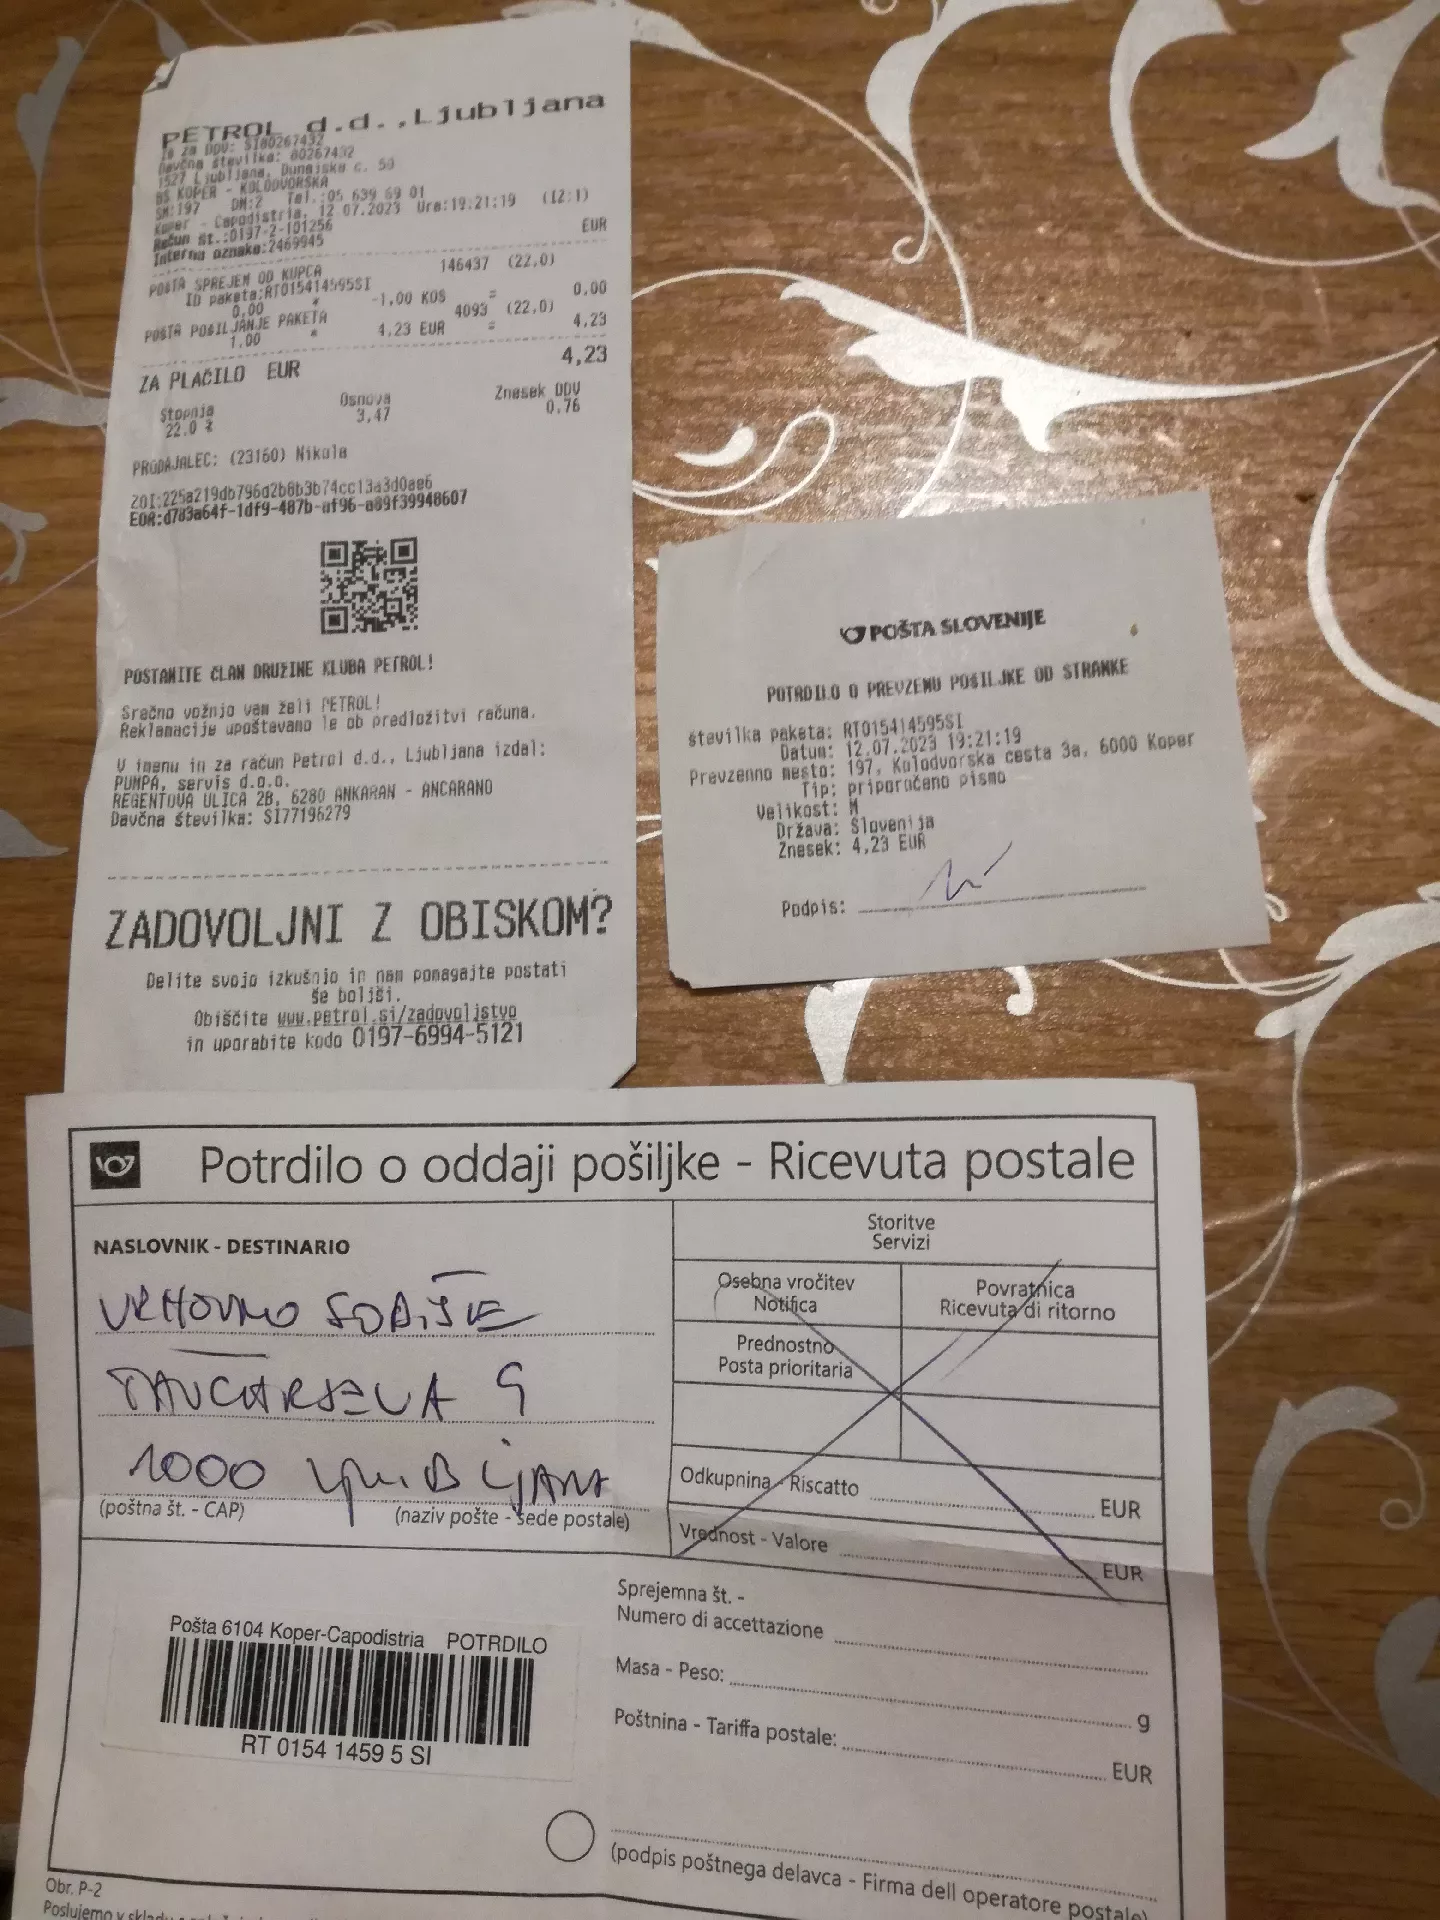 PETROL d.d.,Ljubljana
ID za DDV: SI80267432
Davčna številka: 80267432
1527 Ljubljana, Dunajska c. 50
BS KOPER - KOLODVORSKA
SM:197 DN:2 Tel.:05 639 69 01
Koper - Capodistria, 12.07.2023 Ura:19:21:19 (IZ:1)
Račun št.:0197-2-101256
Interna oznaka:2469945
EUR
POŠTA SPREJEM OD KUPCA 146437 (22,0)
ID paketa:RT015414595SI
0,00 * -1,00 KOS = 0,00
POŠTA POŠILJANJE PAKETA 4093 (22,0)
1,00 * 4,23 EUR = 4,23
ZA PLAČILO EUR 4,23
Stopnja Osnova Znesek DDV
22,0 % 3,47 0,76
PRODAJALEC: (23160) Nikola
ZOI:225a219db796d2b8b3b74cc13a3d0ae6
EOR:d7d3a64f-1df9-487b-af96-a89f39948607
POSTANITE ČLAN DRUŽINE KLUBA PETROL!
Srečno vožnjo vam želi PETROL!
Reklamacije upoštevamo le ob predložitvi računa.
V imenu in za račun Petrol d.d., Ljubljana izdal:
PUMPA, servis d.o.o.
REGENTOVA ULICA 2B, 6280 ANKARAN - ANCARANO
Davčna številka: SI77196279
ZADOVOLJNI Z OBISKOM?
Delite svojo izkušnjo in nam pomagajte postati
še boljši.
Obiščite www.petrol.si/zadovoljstvo
in uporabite kodo 0197-6994-5121
POŠTA SLOVENIJE
POTRDILO O PREVZEMU POŠILJKE OD STRANKE
številka paketa: RT015414595SI
Datum: 12.07.2023 19:21:19
Prevzemno mesto: 197, Kolodvorska cesta 3a, 6000 Koper
Tip: priporočeno pismo
Velikost: M
Država: Slovenija
Znesek: 4,23 EUR
Podpis:
Potrdilo o oddaji pošiljke - Ricevuta postale
NASLOVNIK - DESTINARIO
VRHOVNO SODIŠČE
TAVČARJEVA 9
1000 LJUBLJANA
(poštna št. - CAP) (naziv pošte - sede postale)
Storitve
Servizi
Osebna vročitev
Notifica
Povratnica
Ricevuta di ritorno
Prednostno
Posta prioritaria
Odkupnina - Riscatto EUR
Vrednost - Valore EUR
Pošta 6104 Koper-Capodistria POTRDILO
RT 0154 1459 5 SI
Sprejemna št. -
Numero di accettazione
Masa - Peso: g
Poštnina - Tariffa postale: EUR
(podpis poštnega delavca - Firma dell operatore postale)
Obr. P-2
Poslujemo v skladu